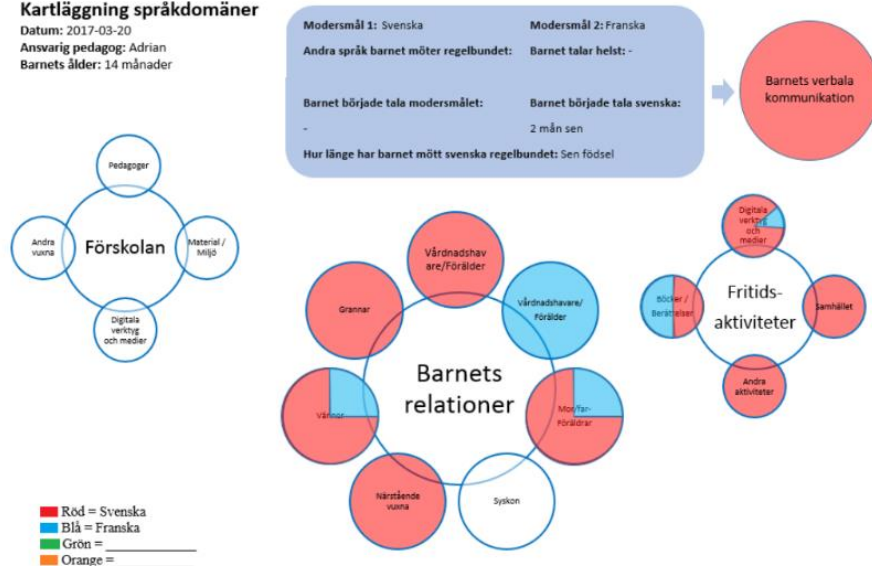 Kartläggning språkdomäner
Datum: 2017-03-20
Ansvarig pedagog: Adrian
Barnets ålder: 14 månader
Modersmål 1: Svenska
Modersmål 2: Franska
Andra språk barnet möter regelbundet:
Barnet talar helst: -
Barnet började tala modersmålet:
-
Barnet började tala svenska:
2 mån sen
Hur länge har barnet mött svenska regelbundet: Sen födsel
Barnets verbala
kommunikation
Pedagoger
Andra
vuxna
Förskolan
Material /
Miljö
Digitala
verktyg
och medier
Vårdnadshav
are/Förälder
Grannar
Vårdnadshavare/
Förälder
Barnets
relationer
Vänner
Mor/far-
Föräldrar
Närstående
vuxna
Syskon
Digitala
verktyg
och
medier
Böcker /
Berättelser
Fritids-
aktiviteter
Samhället
Andra
aktiviteter
Röd = Svenska
Blå = Franska
Grön = _______________
Orange = _______________